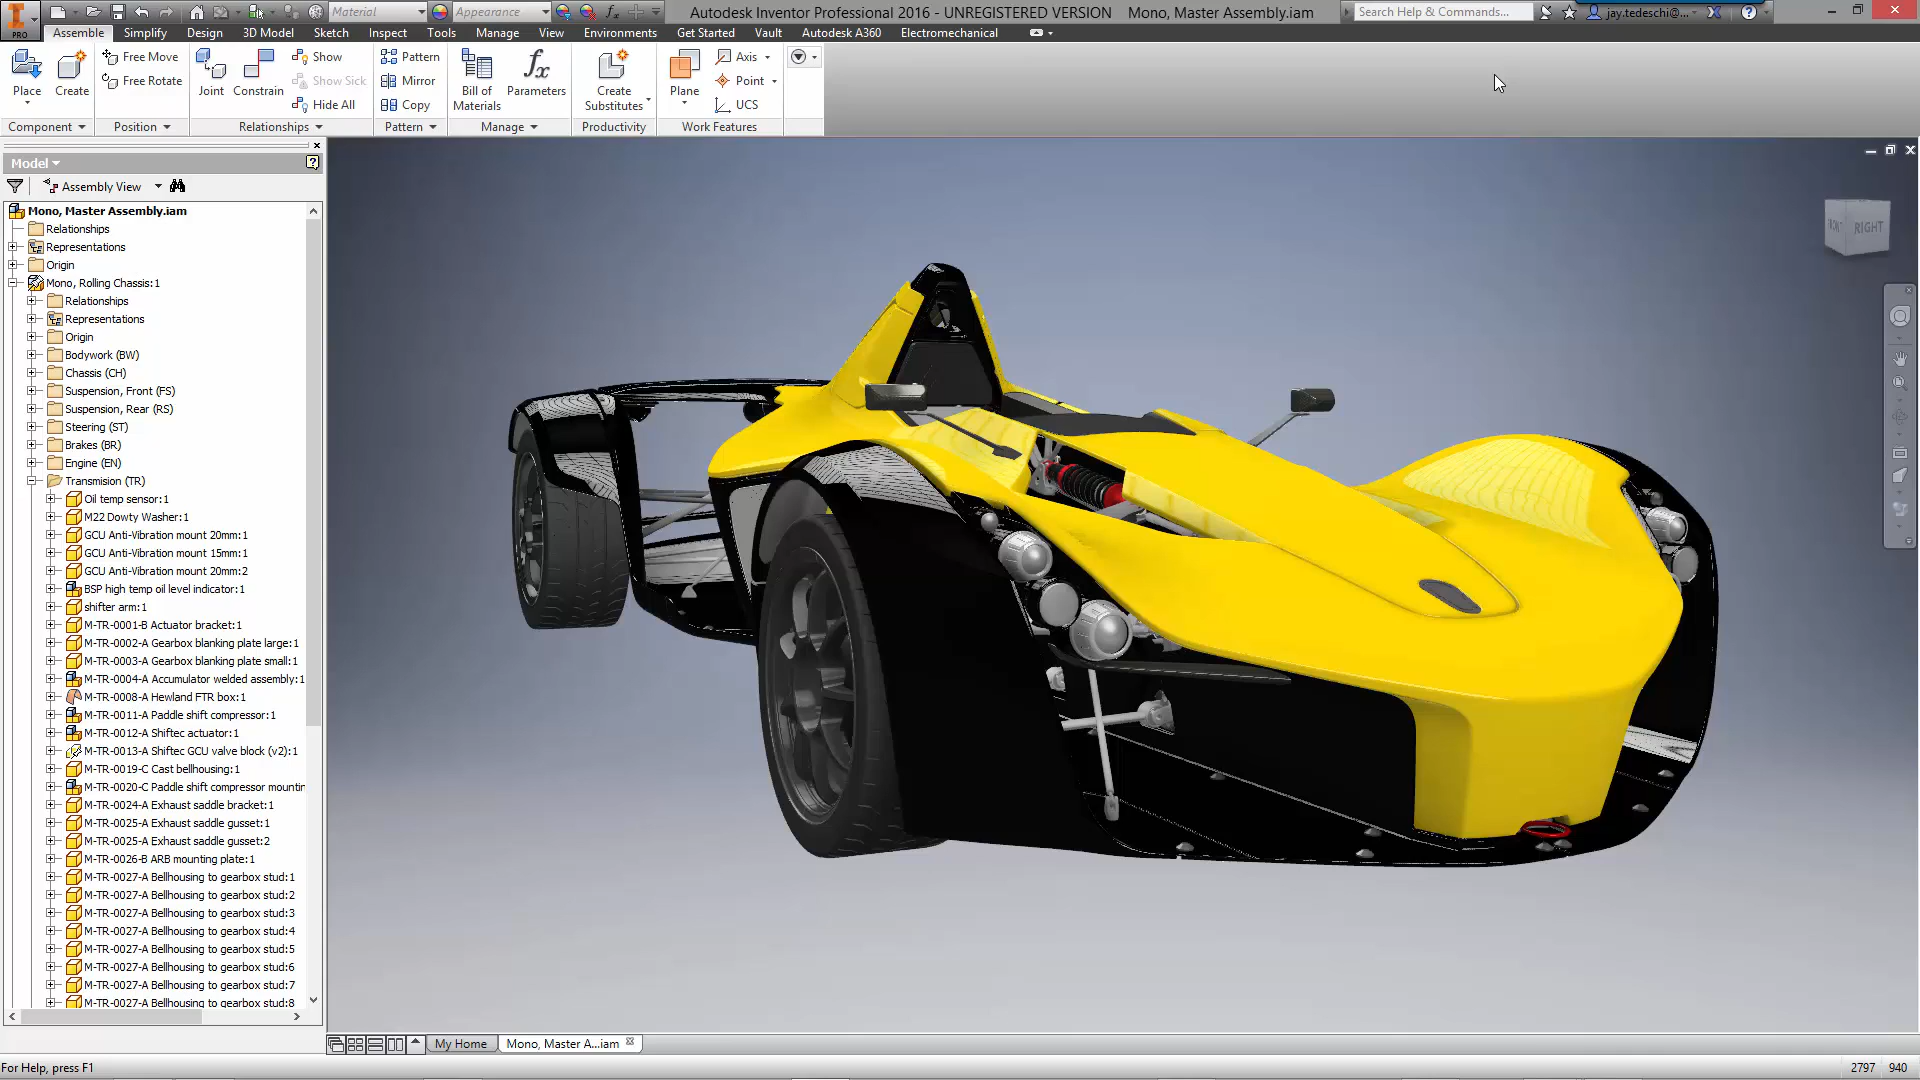 Material
Appearance
Autodesk Inventor Professional 2016 - UNREGISTERED VERSION Mono, Master Assembly.iam
Search Help & Commands...
jay.tedeschi@...
PRO
Assemble Simplify Design 3D Model Sketch Inspect Tools Manage View Environments Get Started Vault Autodesk A360 Electromechanical
Place
Create
Free Move
Free Rotate
Joint
Constrain
Show
Show Sick
Hide All
Pattern
Mirror
Copy
Bill of
Materials
Parameters
Create
Substitutes
Plane
Axis
Point
UCS
Component Position Relationships Pattern Manage Productivity Work Features
Model
Assembly View
Mono, Master Assembly.iam
Relationships
Representations
Origin
Mono, Rolling Chassis:1
Relationships
Representations
Origin
Bodywork (BW)
Chassis (CH)
Suspension, Front (FS)
Suspension, Rear (RS)
Steering (ST)
Brakes (BR)
Engine (EN)
Transmision (TR)
Oil temp sensor:1
M22 Dowty Washer:1
GCU Anti-Vibration mount 20mm:1
GCU Anti-Vibration mount 15mm:1
GCU Anti-Vibration mount 20mm:2
BSP high temp oil level indicator:1
shifter arm:1
M-TR-0001-B Actuator bracket:1
M-TR-0002-A Gearbox blanking plate large:1
M-TR-0003-A Gearbox blanking plate small:1
M-TR-0004-A Accumulator welded assembly:1
M-TR-0008-A Hewland FTR box:1
M-TR-0011-A Paddle shift compressor:1
M-TR-0012-A Shiftec actuator:1
M-TR-0013-A Shiftec GCU valve block (v2):1
M-TR-0019-C Cast bellhousing:1
M-TR-0020-C Paddle shift compressor mountin
M-TR-0024-A Exhaust saddle bracket:1
M-TR-0025-A Exhaust saddle gusset:1
M-TR-0025-A Exhaust saddle gusset:2
M-TR-0026-B ARB mounting plate:1
M-TR-0027-A Bellhousing to gearbox stud:1
M-TR-0027-A Bellhousing to gearbox stud:2
M-TR-0027-A Bellhousing to gearbox stud:3
M-TR-0027-A Bellhousing to gearbox stud:4
M-TR-0027-A Bellhousing to gearbox stud:5
M-TR-0027-A Bellhousing to gearbox stud:6
M-TR-0027-A Bellhousing to gearbox stud:7
M-TR-0027-A Bellhousing to gearbox stud:8
FRONT RIGHT
My Home
Mono, Master A...iam
For Help, press F1
2797 940